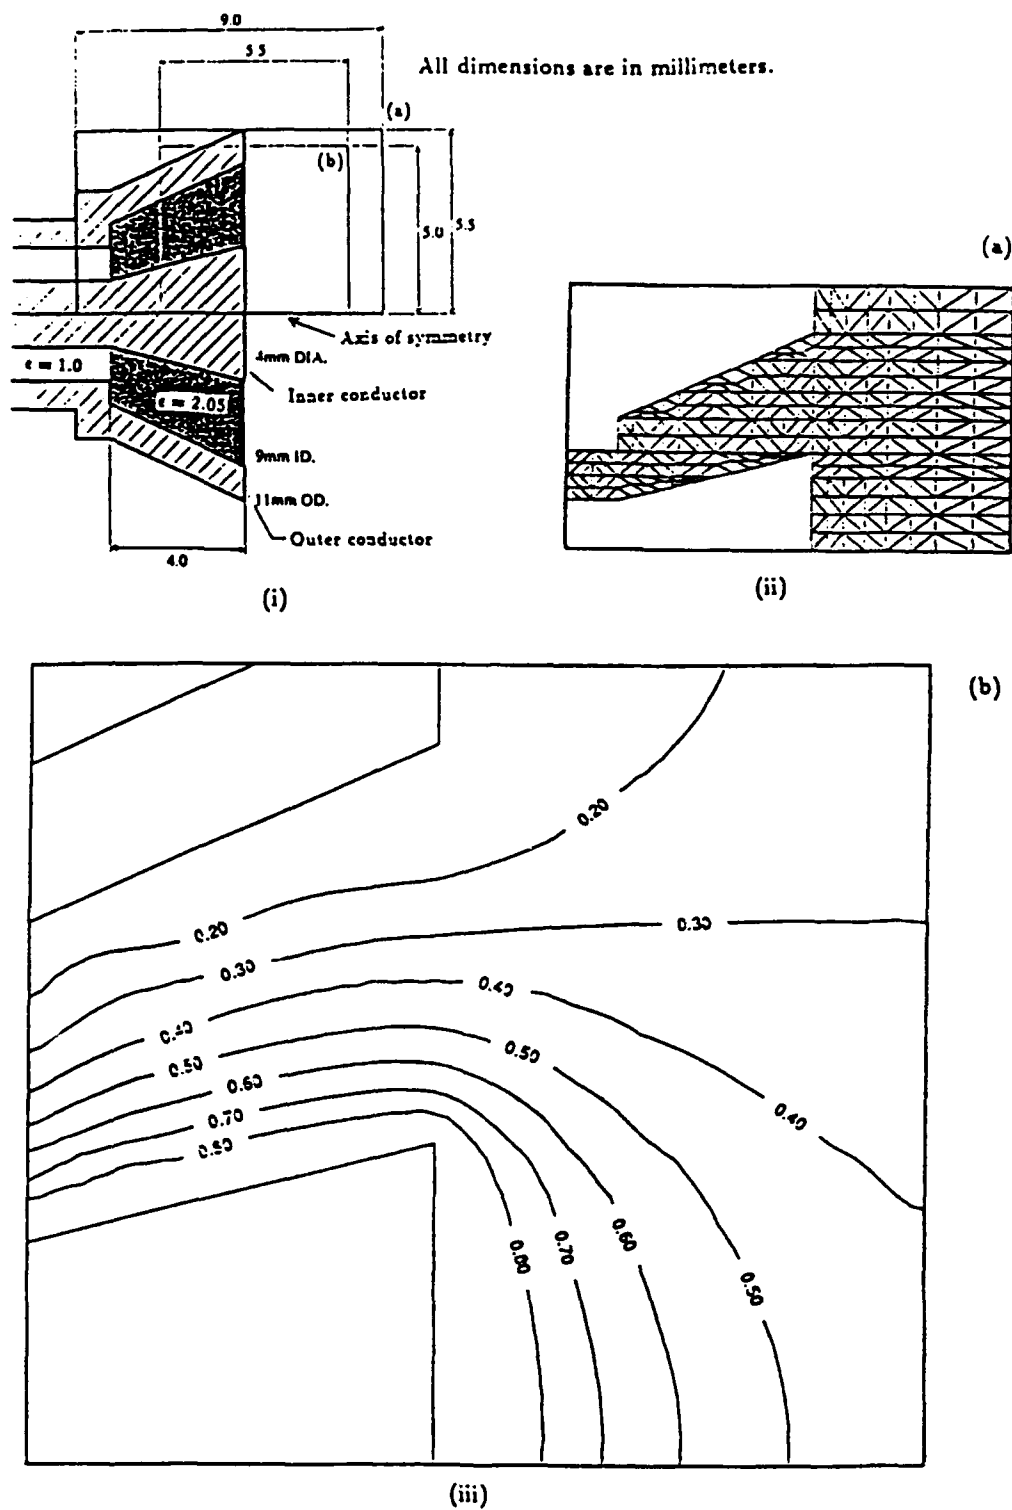 9.0
5.5
All dimensions are in millimeters.
(a)
(b)
5.0
5.5
Axis of symmetry
4mm DIA.
ε = 1.0
Inner conductor
ε = 2.05
9mm ID.
11mm OD.
Outer conductor
4.0
(i)
(a)
(ii)
(b)
0.20
0.20
0.30
0.30
0.40
0.40
0.50
0.50
0.60
0.40
0.70
0.80
0.60
0.80
0.70
0.50
(iii)